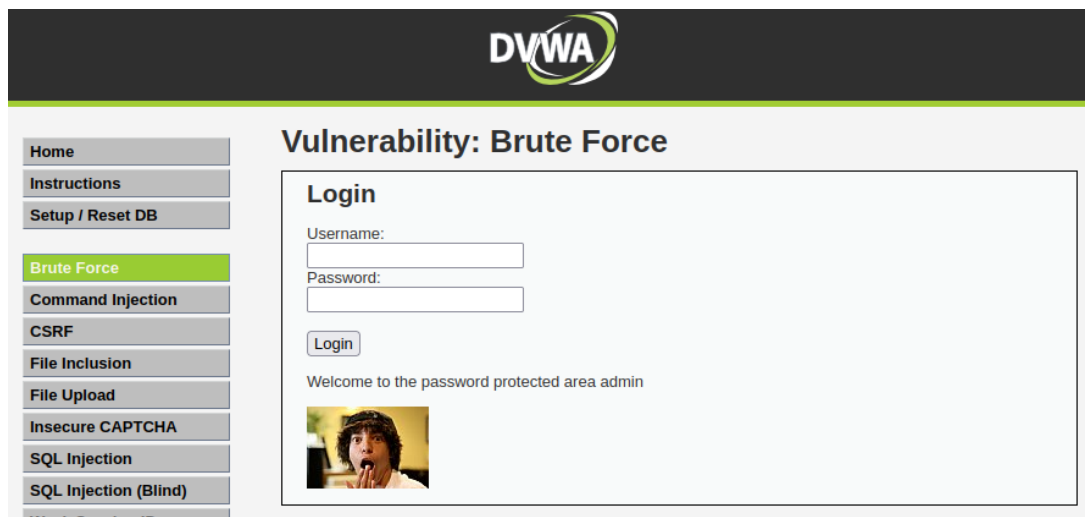 DVWA
Home
Instructions
Setup / Reset DB
Brute Force
Command Injection
CSRF
File Inclusion
File Upload
Insecure CAPTCHA
SQL Injection
SQL Injection (Blind)
Vulnerability: Brute Force
Login
Username:
Password:
Login
Welcome to the password protected area admin